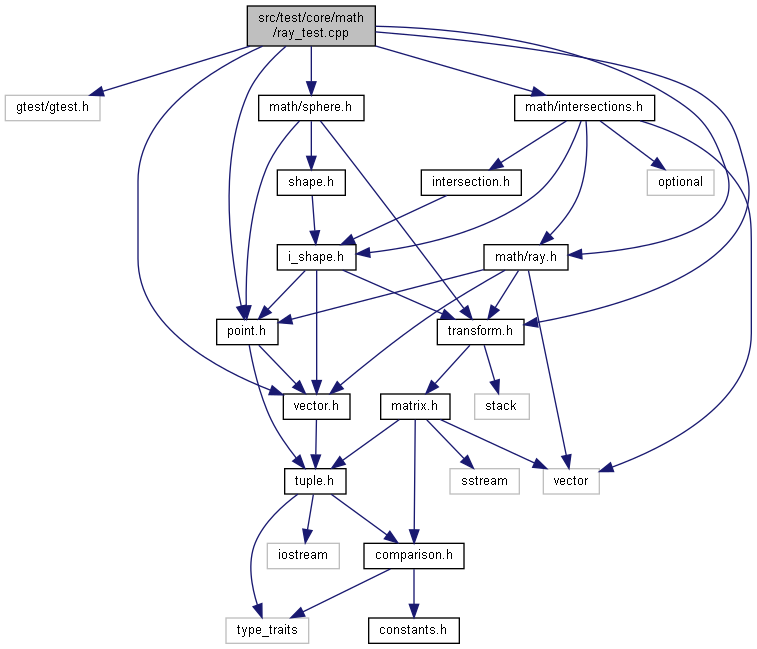 src/test/core/math
/ray_test.cpp
gtest/gtest.h
math/sphere.h
math/intersections.h
shape.h
intersection.h
optional
i_shape.h
math/ray.h
point.h
transform.h
vector.h
matrix.h
stack
tuple.h
sstream
vector
iostream
comparison.h
type_traits
constants.h